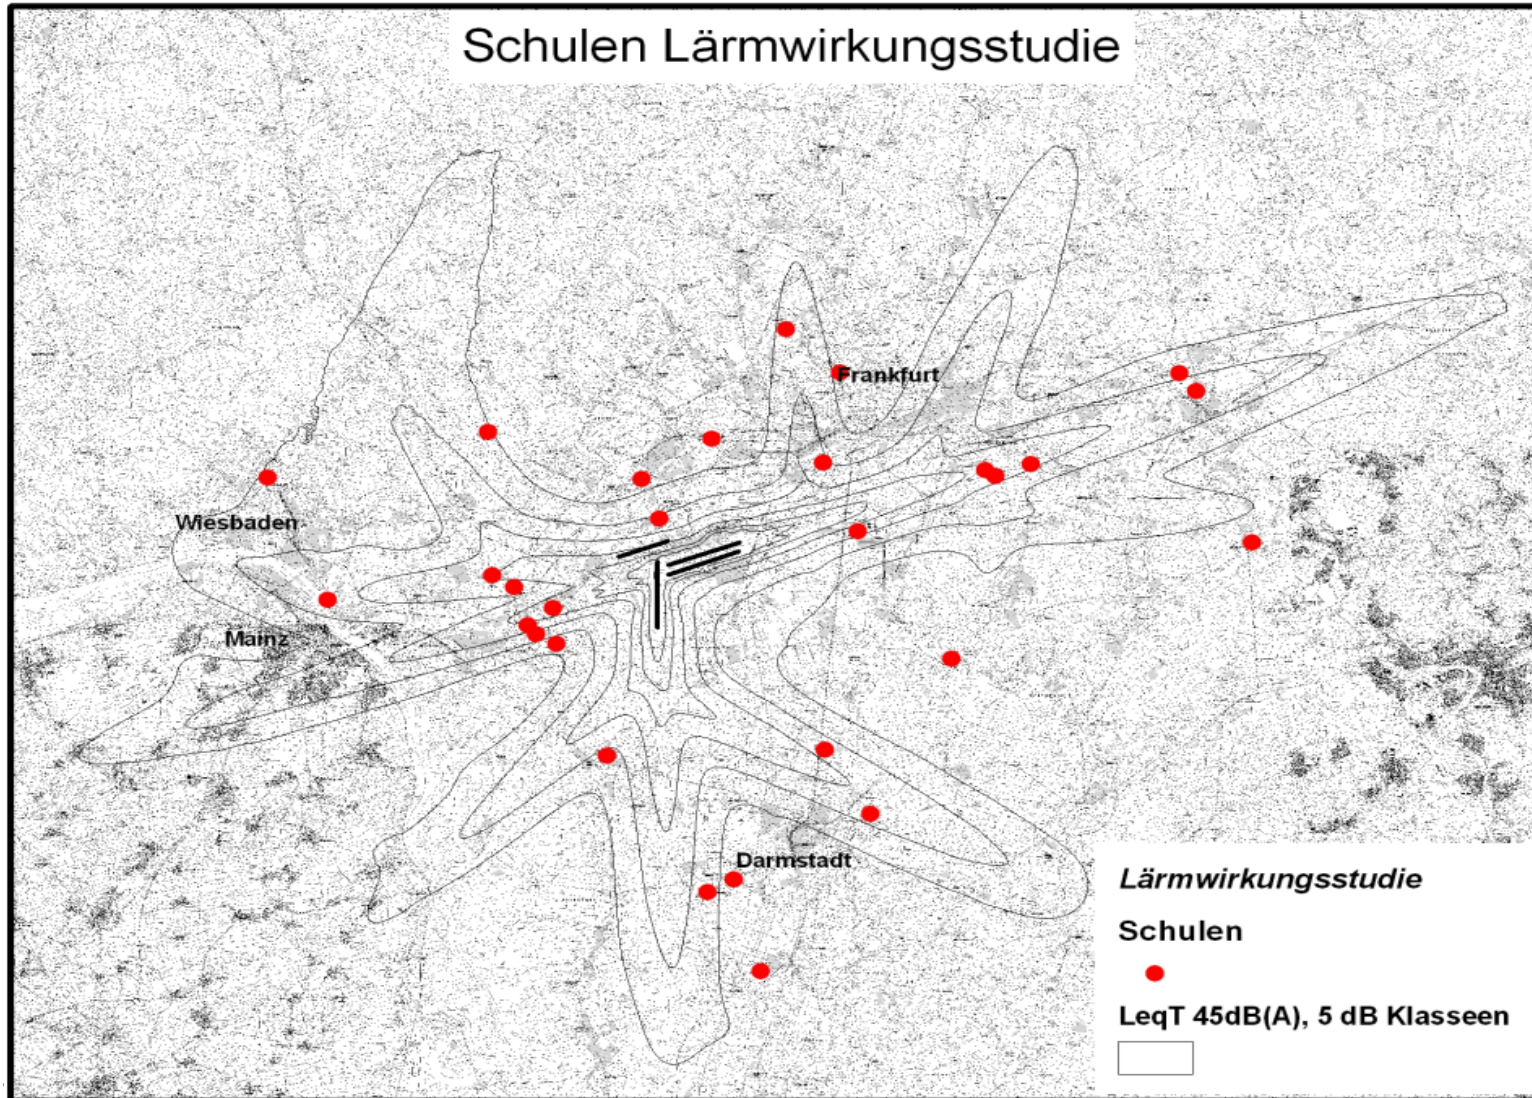 Schulen Lärmwirkungsstudie
Frankfurt
Wiesbaden
Mainz
Darmstadt
Lärmwirkungsstudie
Schulen
LeqT 45dB(A), 5 dB Klasseen